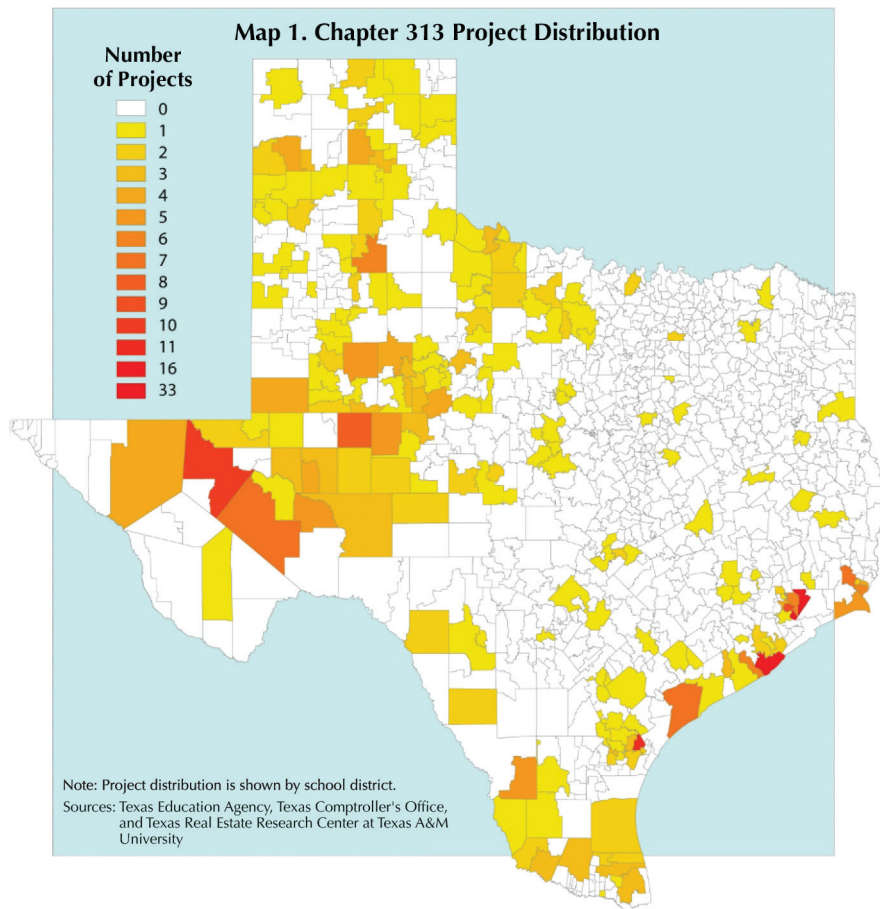 Map 1. Chapter 313 Project Distribution
Number
of Projects
0
1
2
3
4
5
6
7
8
9
10
11
16
33
Note: Project distribution is shown by school district.
Sources: Texas Education Agency, Texas Comptroller's Office,
and Texas Real Estate Research Center at Texas A&M
University